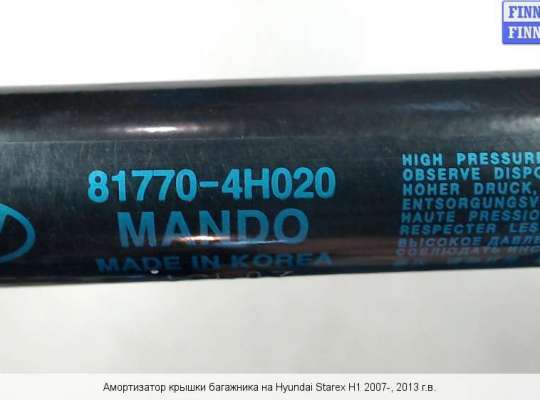 FINN
FINN
81770-4H020
MANDO
MADE IN KOREA
HIGH PRESSURE
OBSERVE DISPO
HOHER DRUCK,
ENTSORGUNGSV
HAUTE PRESSION
RESPECTER LES
ВЫСОКОЕ ДАВЛЕ
СОБЛЮДАТЬ ИНС
Амортизатор крышки багажника на Hyundai Starex H1 2007-, 2013 г.в.